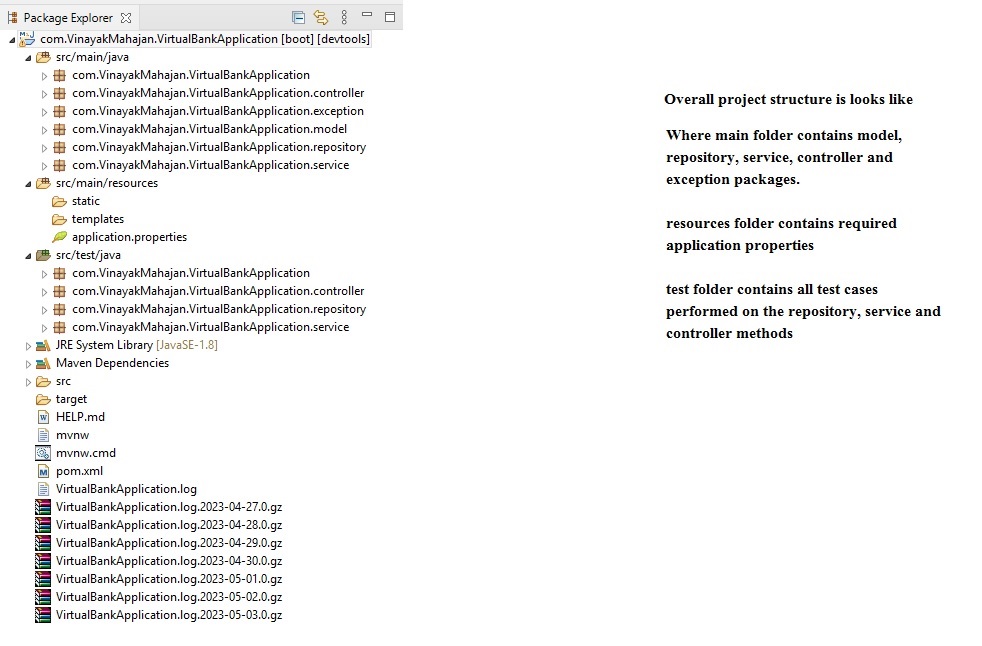 Package Explorer
com.VinayakMahajan.VirtualBankApplication [boot] [devtools]
src/main/java
com.VinayakMahajan.VirtualBankApplication
com.VinayakMahajan.VirtualBankApplication.controller
com.VinayakMahajan.VirtualBankApplication.exception
com.VinayakMahajan.VirtualBankApplication.model
com.VinayakMahajan.VirtualBankApplication.repository
com.VinayakMahajan.VirtualBankApplication.service
src/main/resources
static
templates
application.properties
src/test/java
com.VinayakMahajan.VirtualBankApplication
com.VinayakMahajan.VirtualBankApplication.controller
com.VinayakMahajan.VirtualBankApplication.repository
com.VinayakMahajan.VirtualBankApplication.service
JRE System Library [JavaSE-1.8]
Maven Dependencies
src
target
HELP.md
mvnw
mvnw.cmd
pom.xml
VirtualBankApplication.log
VirtualBankApplication.log.2023-04-27.0.gz
VirtualBankApplication.log.2023-04-28.0.gz
VirtualBankApplication.log.2023-04-29.0.gz
VirtualBankApplication.log.2023-04-30.0.gz
VirtualBankApplication.log.2023-05-01.0.gz
VirtualBankApplication.log.2023-05-02.0.gz
VirtualBankApplication.log.2023-05-03.0.gz
Overall project structure is looks like
Where main folder contains model,
repository, service, controller and
exception packages.
resources folder contains required
application properties
test folder contains all test cases
performed on the repository, service and
controller methods